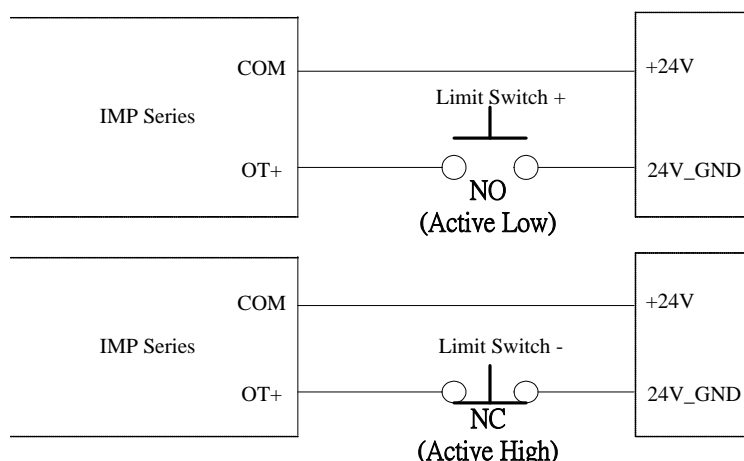 COM
+24V
Limit Switch +
IMP Series
OT+
24V_GND
NO
(Active Low)
COM
+24V
IMP Series
Limit Switch -
OT+
24V_GND
NC
(Active High)